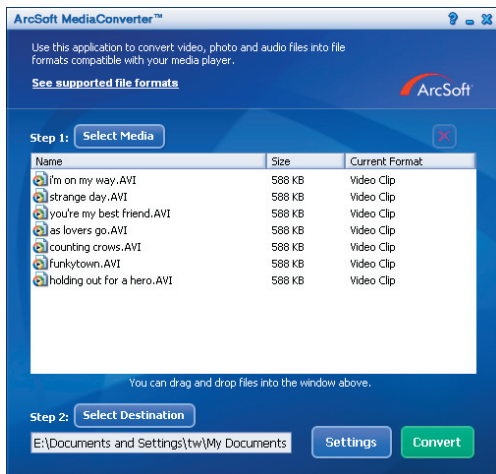 ArcSoft MediaConverter™
Use this application to convert video, photo and audio files into file
formats compatible with your media player.
See supported file formats
ArcSoft
Step 1: Select Media
Name Size Current Format
i'm on my way.AVI 588 KB Video Clip
strange day.AVI 588 KB Video Clip
you're my best friend.AVI 588 KB Video Clip
as lovers go.AVI 588 KB Video Clip
counting crows.AVI 588 KB Video Clip
funkytown.AVI 588 KB Video Clip
holding out for a hero.AVI 588 KB Video Clip
You can drag and drop files into the window above.
Step 2: Select Destination
E:\Documents and Settings\tw\My Documents Settings Convert